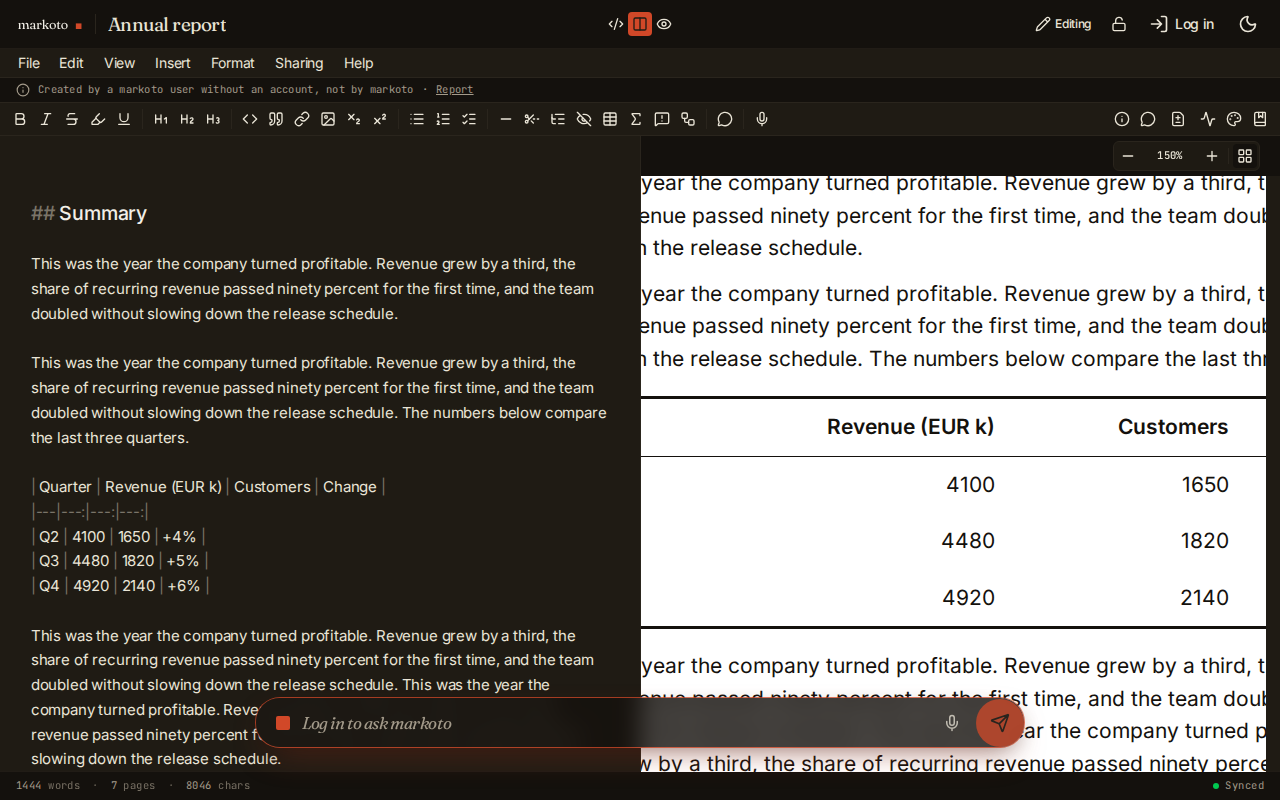 markoto
Annual report
Editing
Log in
File Edit View Insert Format Sharing Help
Created by a markoto user without an account, not by markoto · Report
H1 H2 H3
150%
## Summary
This was the year the company turned profitable. Revenue grew by a third, the
share of recurring revenue passed ninety percent for the first time, and the team
doubled without slowing down the release schedule.
This was the year the company turned profitable. Revenue grew by a third, the
share of recurring revenue passed ninety percent for the first time, and the team
doubled without slowing down the release schedule. The numbers below compare
the last three quarters.
| Quarter | Revenue (EUR k) | Customers | Change |
|---|---:|---:|---:|
| Q2 | 4100 | 1650 | +4% |
| Q3 | 4480 | 1820 | +5% |
| Q4 | 4920 | 2140 | +6% |
This was the year the company turned profitable. Revenue grew by a third, the
share of recurring revenue passed ninety percent for the first time, and the team
doubled without slowing down the release schedule. This was the year the
company turned profitable. Reve
revenue passed ninety percent f
slowing down the release schedule.
year the company turned profitable. Revenue grew by a third, t
enue passed ninety percent for the first time, and the team doub
n the release schedule.
year the company turned profitable. Revenue grew by a third, t
enue passed ninety percent for the first time, and the team doub
n the release schedule. The numbers below compare the last thr
Revenue (EUR k) Customers
4100 1650
4480 1820
4920 2140
year the company turned profitable. Revenue grew by a third, t
enue passed ninety percent for the first time, and the team doub
ear the company turned p
w by a third, the share of recurring revenue passed ninety perce
Log in to ask markoto
1444 words · 7 pages · 8046 chars
Synced